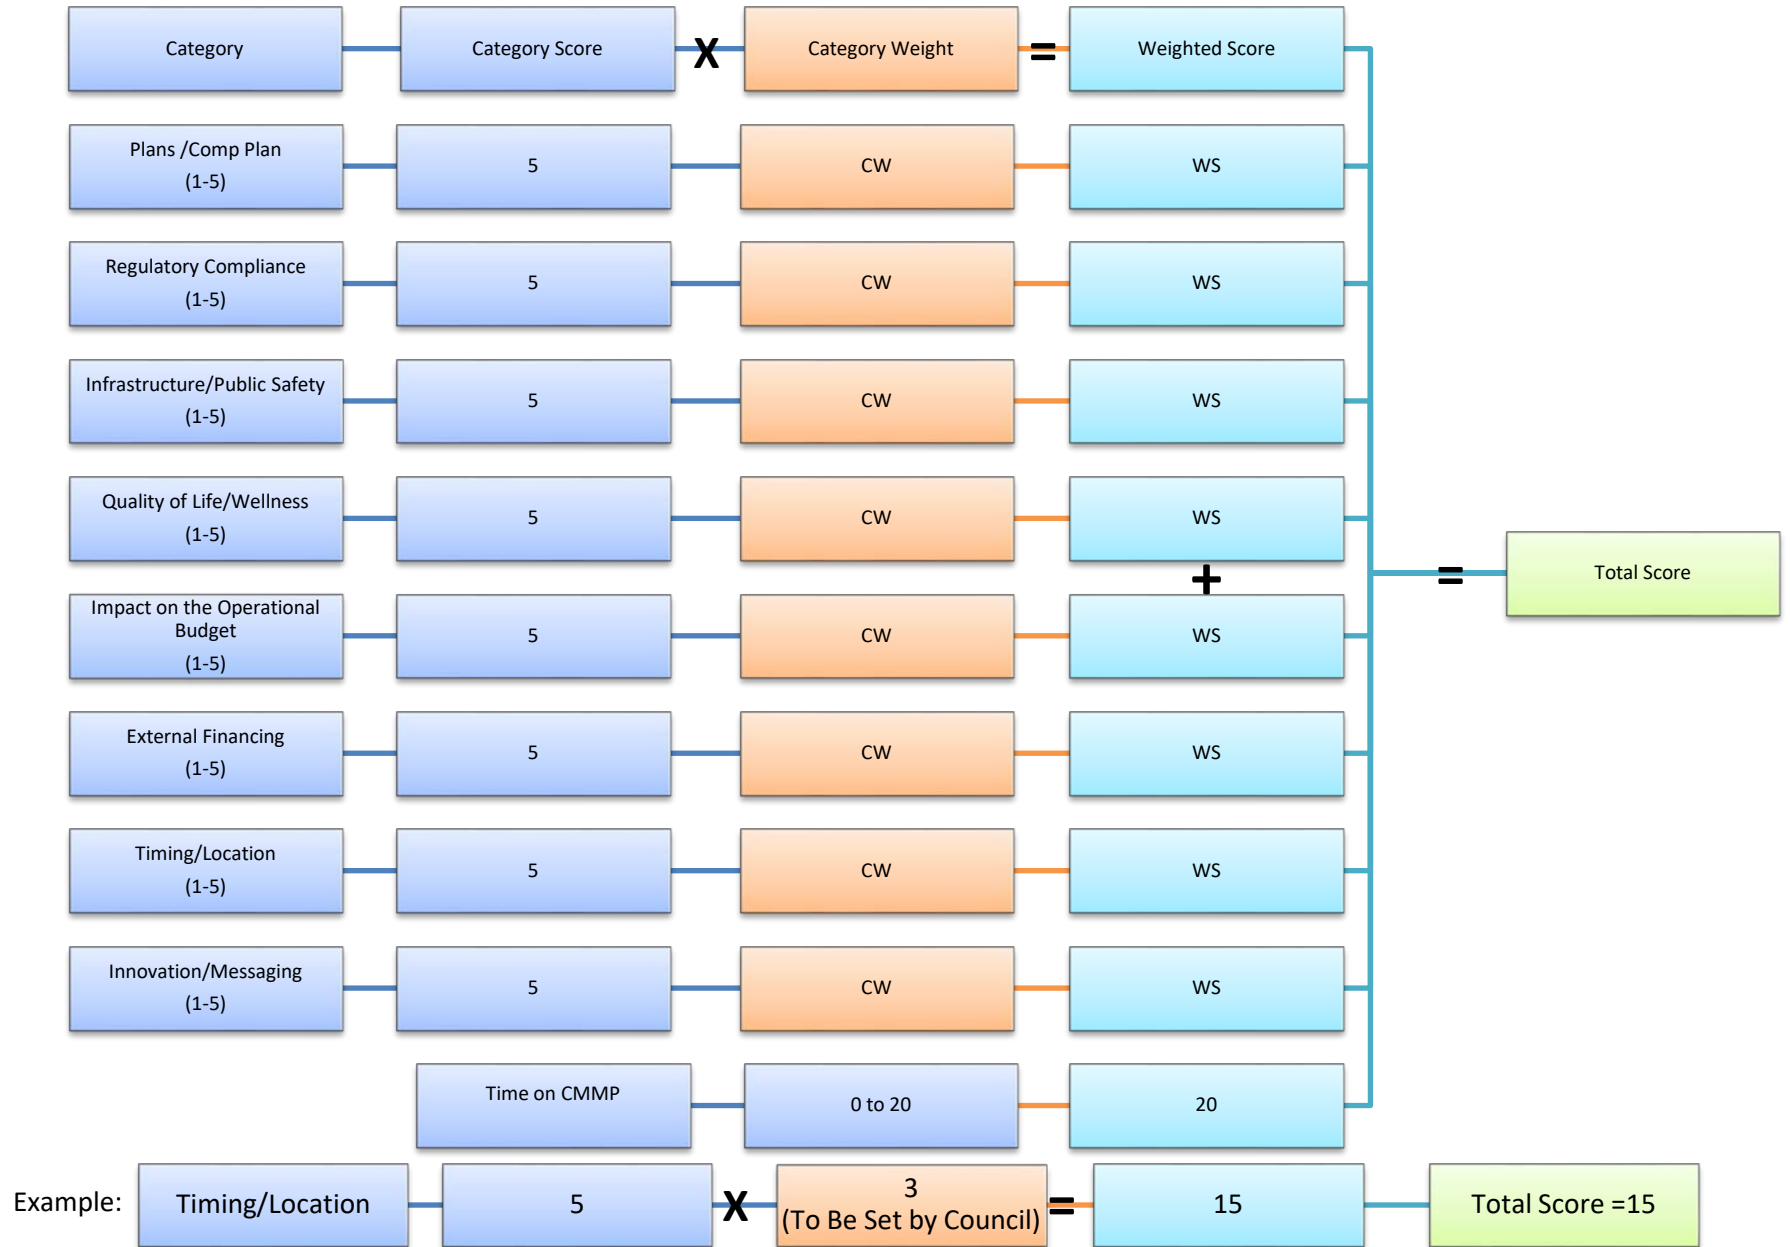 Category
Category Score
X
Category Weight
=
Weighted Score
Plans /Comp Plan
(1-5)
5
CW
WS
Regulatory Compliance
(1-5)
5
CW
WS
Infrastructure/Public Safety
(1-5)
5
CW
WS
Quality of Life/Wellness
(1-5)
5
CW
WS
+
=
Total Score
Impact on the Operational
Budget
(1-5)
5
CW
WS
External Financing
(1-5)
5
CW
WS
Timing/Location
(1-5)
5
CW
WS
Innovation/Messaging
(1-5)
5
CW
WS
Time on CMMP
0 to 20
20
Example:
Timing/Location
5
X
3
(To Be Set by Council)
=
15
Total Score =15